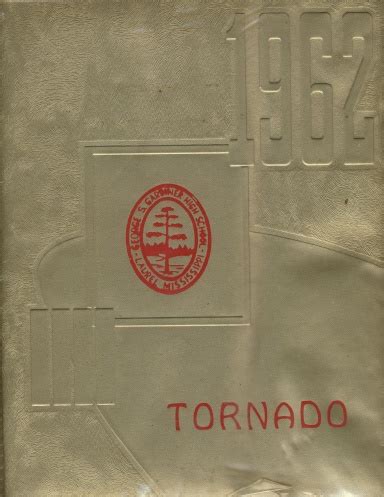 1962
GEORGE S. GARDINER HIGH SCHOOL
LAUREL, MISSISSIPPI
TORNADO